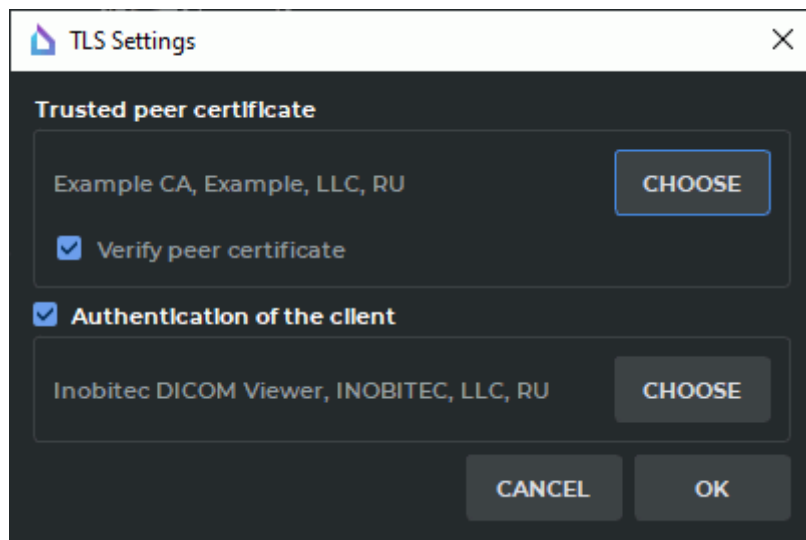 TLS Settings
Trusted peer certificate
Example CA, Example, LLC, RU
CHOOSE
Verify peer certificate
Authentication of the client
Inobitec DICOM Viewer, INOBITEC, LLC, RU
CHOOSE
CANCEL
OK